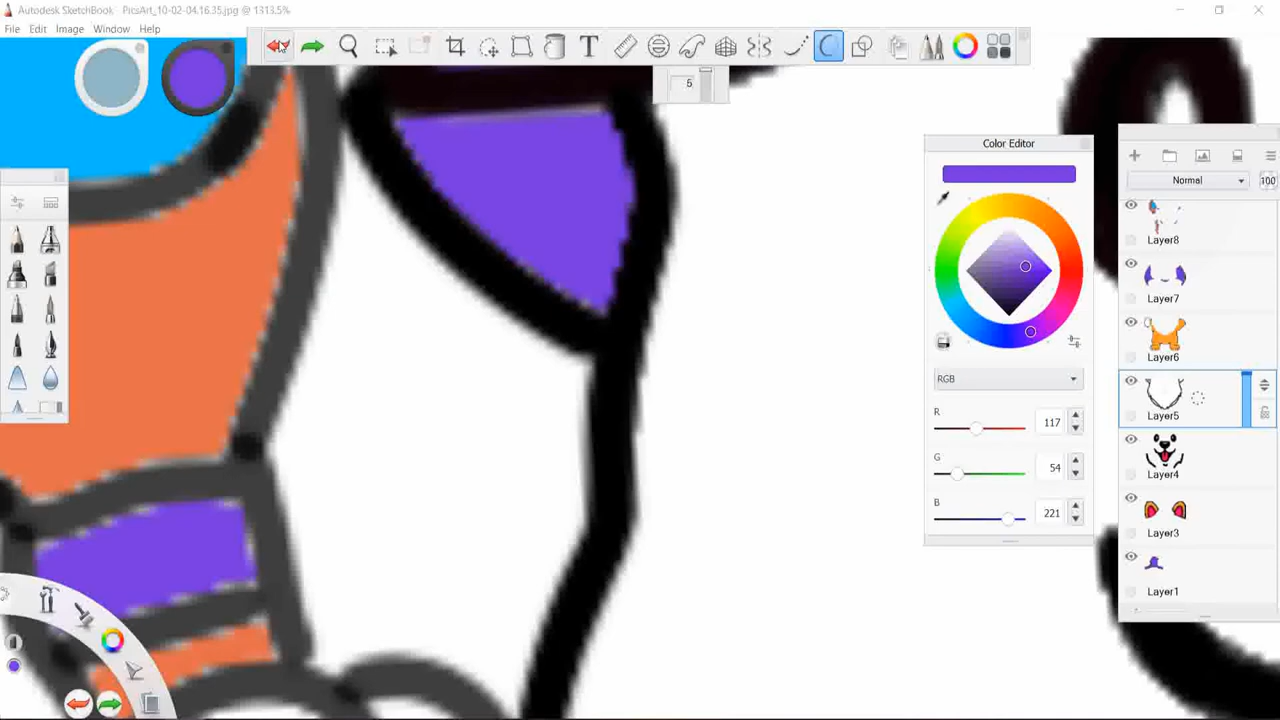 Autodesk SketchBook PicsArt_10-02-04.16.35.jpg @ 1313.5%
File Edit Image Window Help
T
5
Color Editor
Normal 100
Layer8
Layer7
Layer6
Layer5
Layer4
Layer3
Layer1
RGB
R 117
G 54
B 221